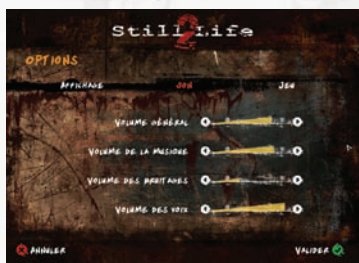 Still Life
2
OPTIONS
AFFICHAGE SON JEU
VOLUME GÉNÉRAL
VOLUME DE LA MUSIQUE
VOLUME DES BRUITAGES
VOLUME DES VOIX
ANNULER VALIDER